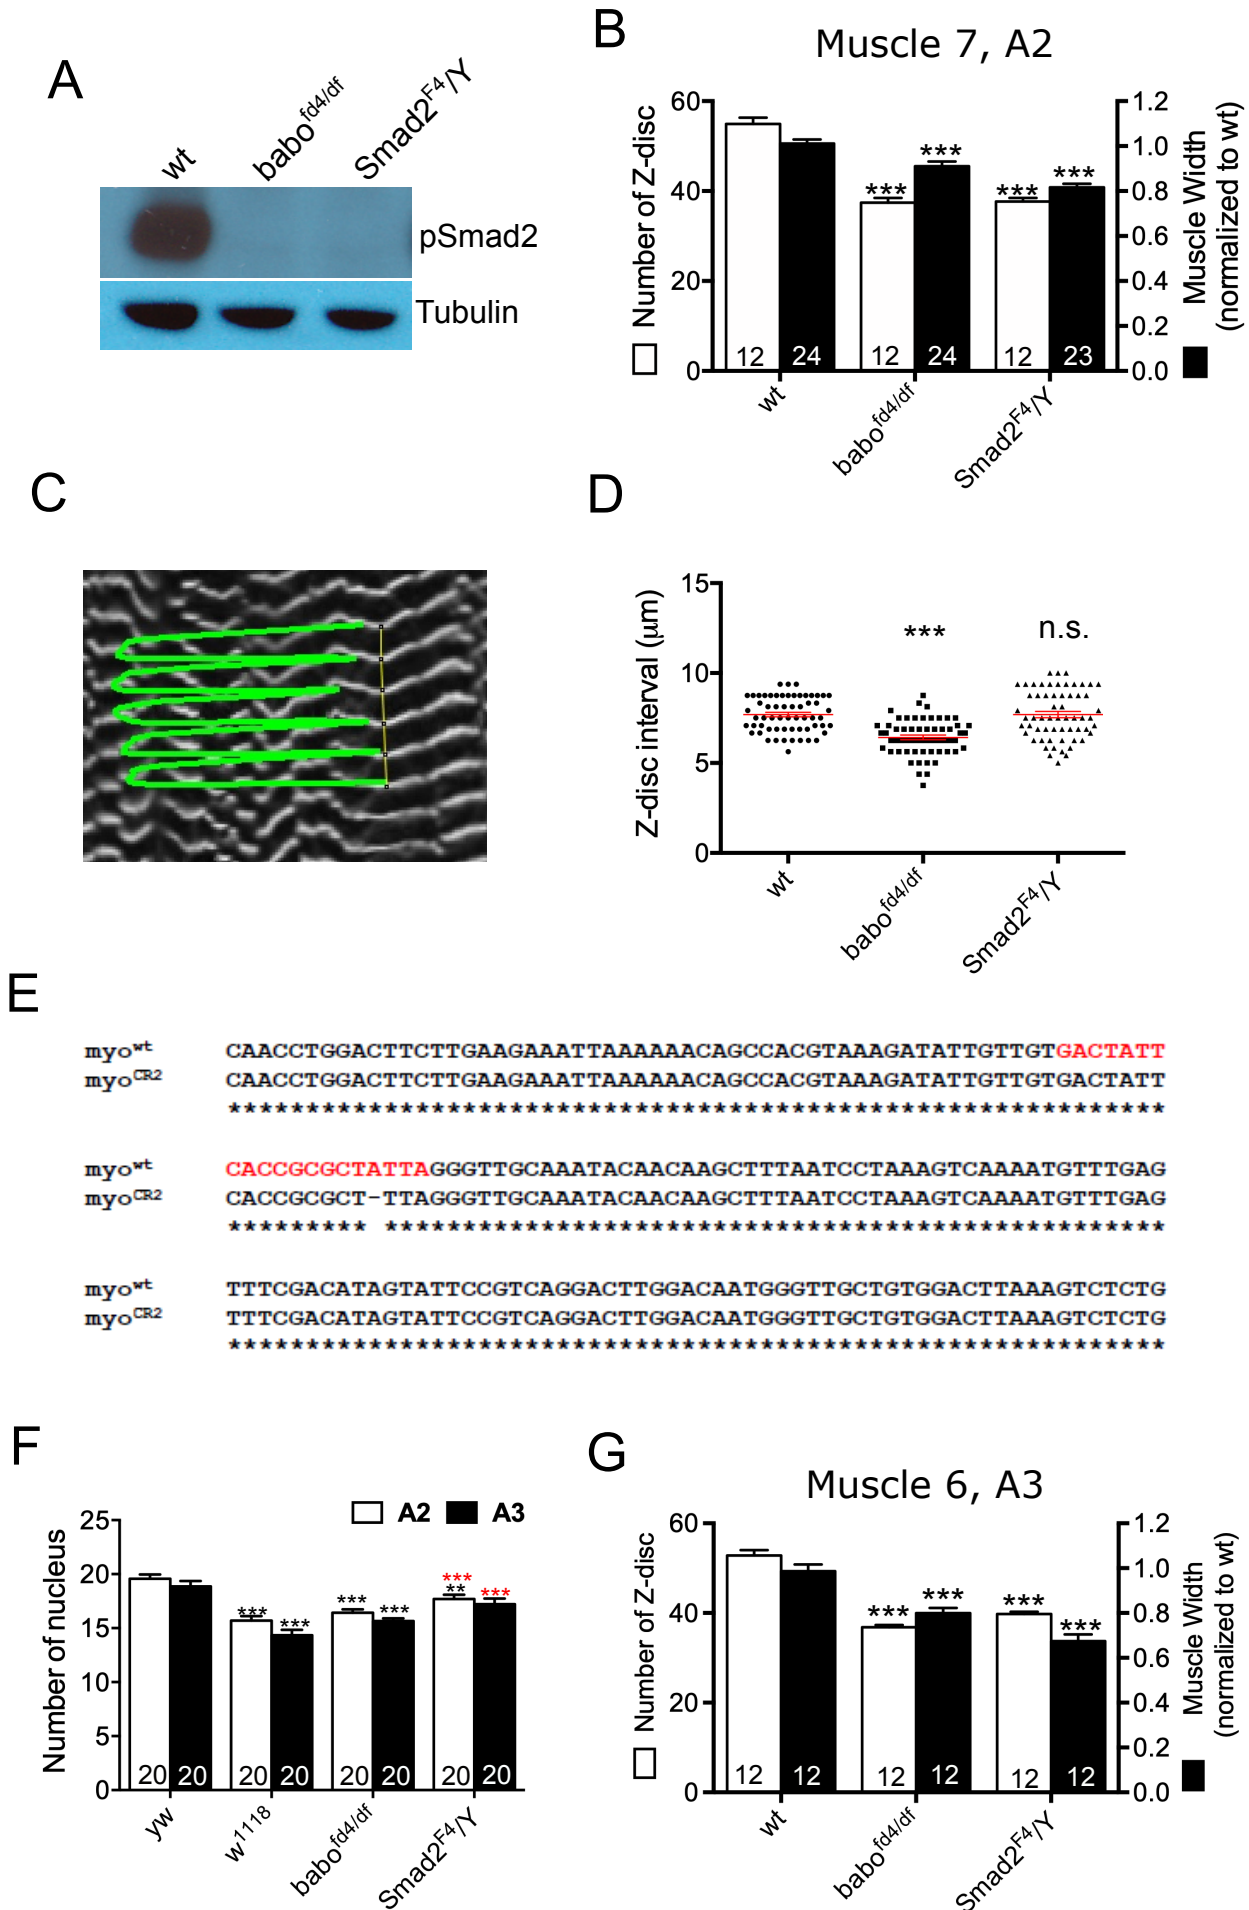 A
wt
babo^fd4/df
Smad2^F4/Y
pSmad2
Tubulin
B
Muscle 7, A2
Number of Z-disc
60
40
20
0
1.2
1.0
0.8
0.6
0.4
0.2
0.0
Muscle Width
(normalized to wt)
***
***
***
***
12
24
12
24
12
23
wt
babo^fd4/df
Smad2^F4/Y
C
D
Z-disc interval (μm)
15
10
5
0
***
n.s.
wt
babo^fd4/df
Smad2^F4/Y
E
myo^wt CAACCTGGACTTCTTGAAGAAATTAAAAAACAGCCACGTAAAGATATTGTTGTGACTATT
myo^CR2 CAACCTGGACTTCTTGAAGAAATTAAAAAACAGCCACGTAAAGATATTGTTGTGACTATT
************************************************************
myo^wt CACCGCGCTATTAGGGTTGCAAATACAACAAGCTTTAATCCTAAAGTCAAAATGTTTGAG
myo^CR2 CACCGCGCT-TTAGGGTTGCAAATACAACAAGCTTTAATCCTAAAGTCAAAATGTTTGAG
********* **************************************************
myo^wt TTTCGACATAGTATTCCGTCAGGACTTGGACAATGGGTTGCTGTGGACTTAAAGTCTCTG
myo^CR2 TTTCGACATAGTATTCCGTCAGGACTTGGACAATGGGTTGCTGTGGACTTAAAGTCTCTG
************************************************************
F
A2
A3
Number of nucleus
25
20
15
10
5
0
***
***
***
***
***
**
***
20
20
20
20
20
20
20
20
yw
w^1118
babo^fd4/df
Smad2^F4/Y
G
Muscle 6, A3
Number of Z-disc
60
40
20
0
1.2
1.0
0.8
0.6
0.4
0.2
0.0
Muscle Width
(normalized to wt)
***
***
***
***
12
12
12
12
12
12
wt
babo^fd4/df
Smad2^F4/Y